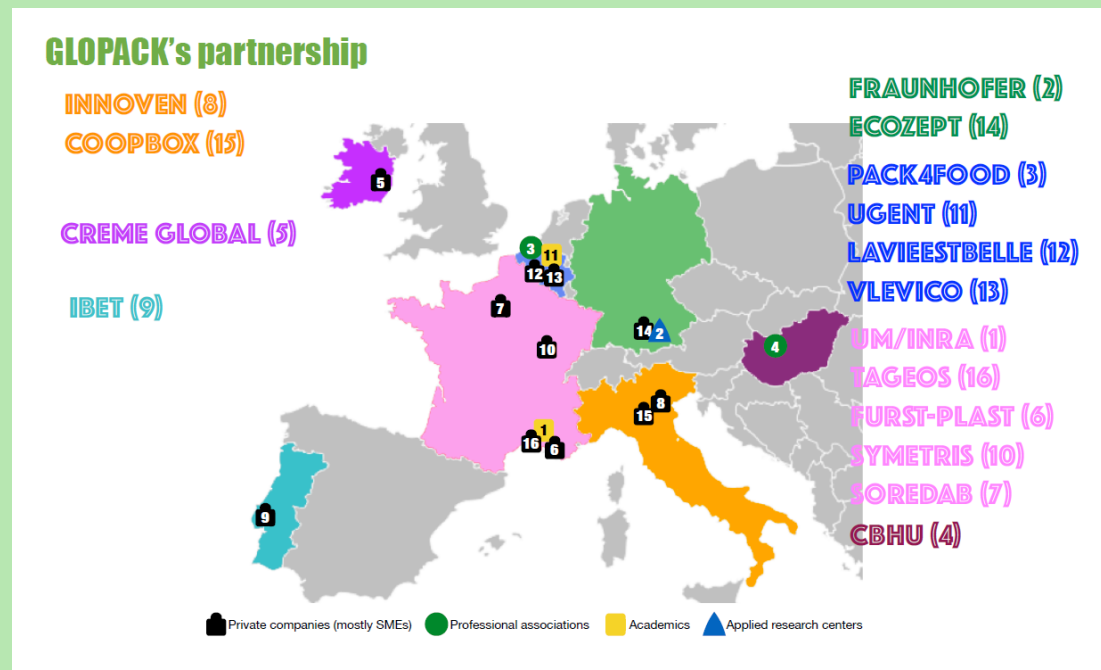 GLOPACK's partnership
INNOVEN (8)
COOPBOX (15)
CREME GLOBAL (5)
IBET (9)
FRAUNHOFER (2)
ECOZEPT (14)
PACK4FOOD (3)
UGENT (11)
LAVIEESTBELLE (12)
VLEVICO (13)
UM/INRA (1)
TAGEOS (16)
FURST-PLAST (6)
SYMETRIS (10)
SOREDAB (7)
CBHU (4)
5
3
11
12
13
7
10
14
2
4
8
15
1
16
6
9
Private companies (mostly SMEs)
Professional associations
Academics
Applied research centers